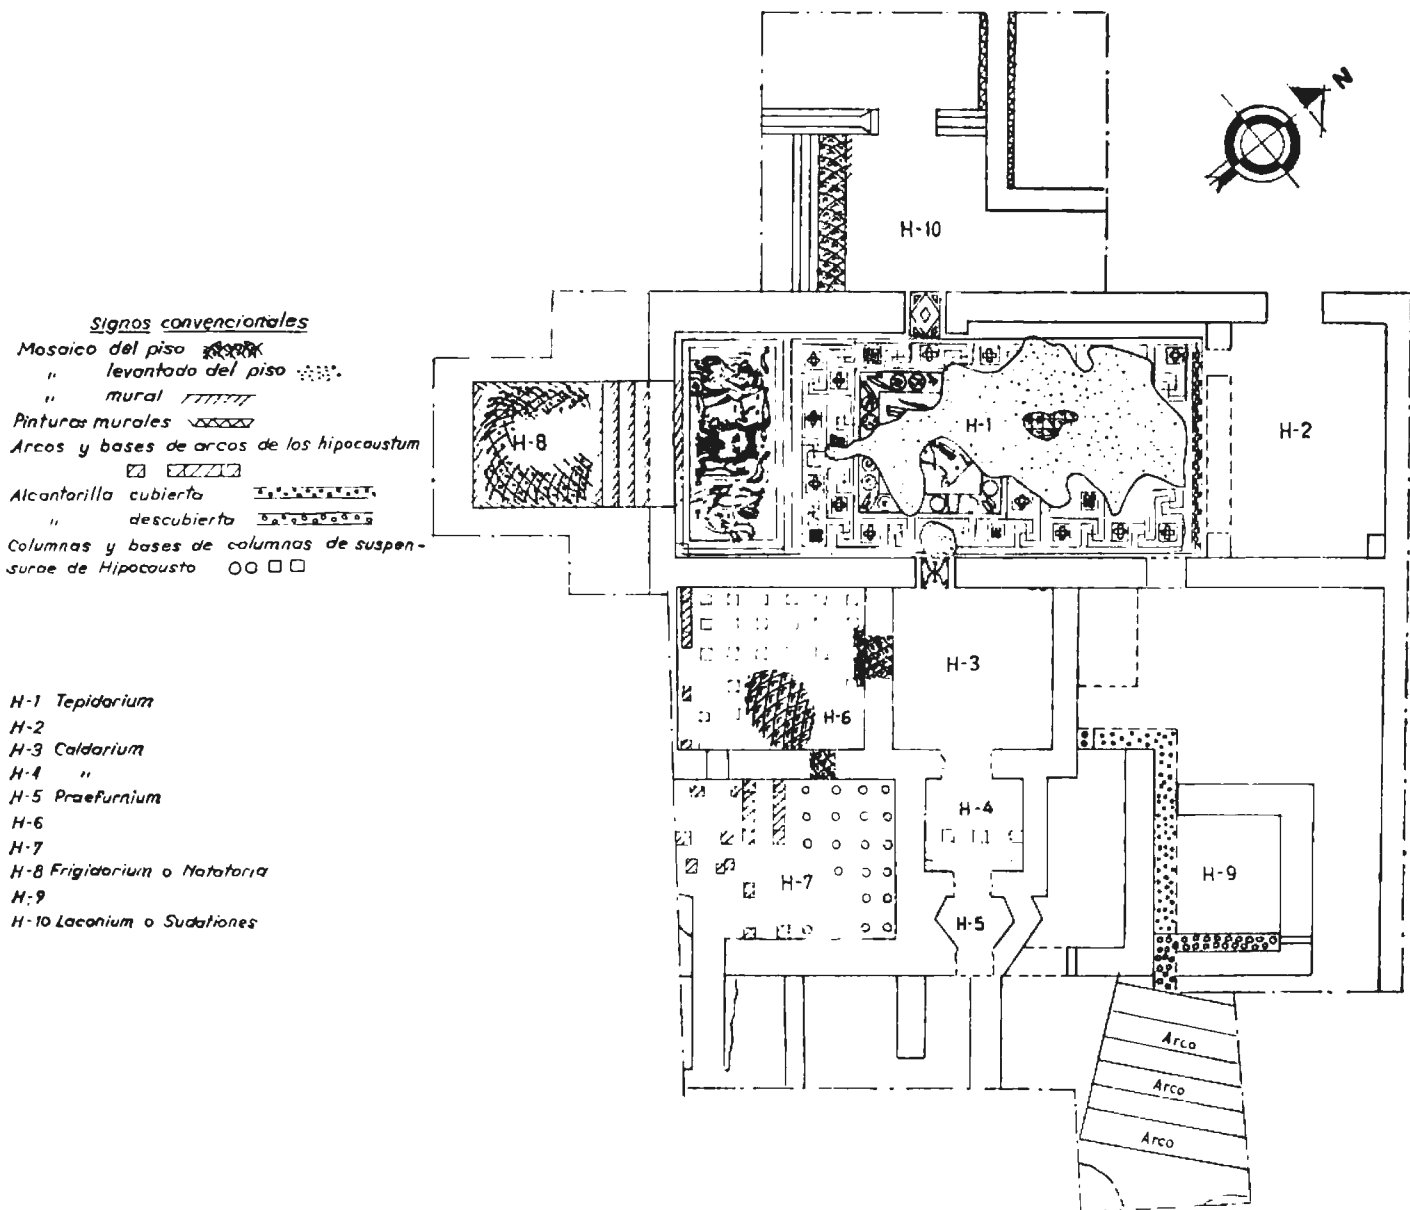 N
H-10
Signos convencionales
Mosaico del piso
" levantado del piso
" mural
Pinturas murales
Arcos y bases de arcos de los hipocaustum
Alcantarilla cubierta
" descubierta
Columnas y bases de columnas de suspen-
surae de Hipocausto
H-8
H-1
H-2
H-3
H-6
H-4
H-7
H-5
H-9
H-1 Tepidarium
H-2
H-3 Caldarium
H-4 "
H-5 Praefurnium
H-6
H-7
H-8 Frigidarium o Natatoria
H-9
H-10 Laconium o Sudationes
Arco
Arco
Arco